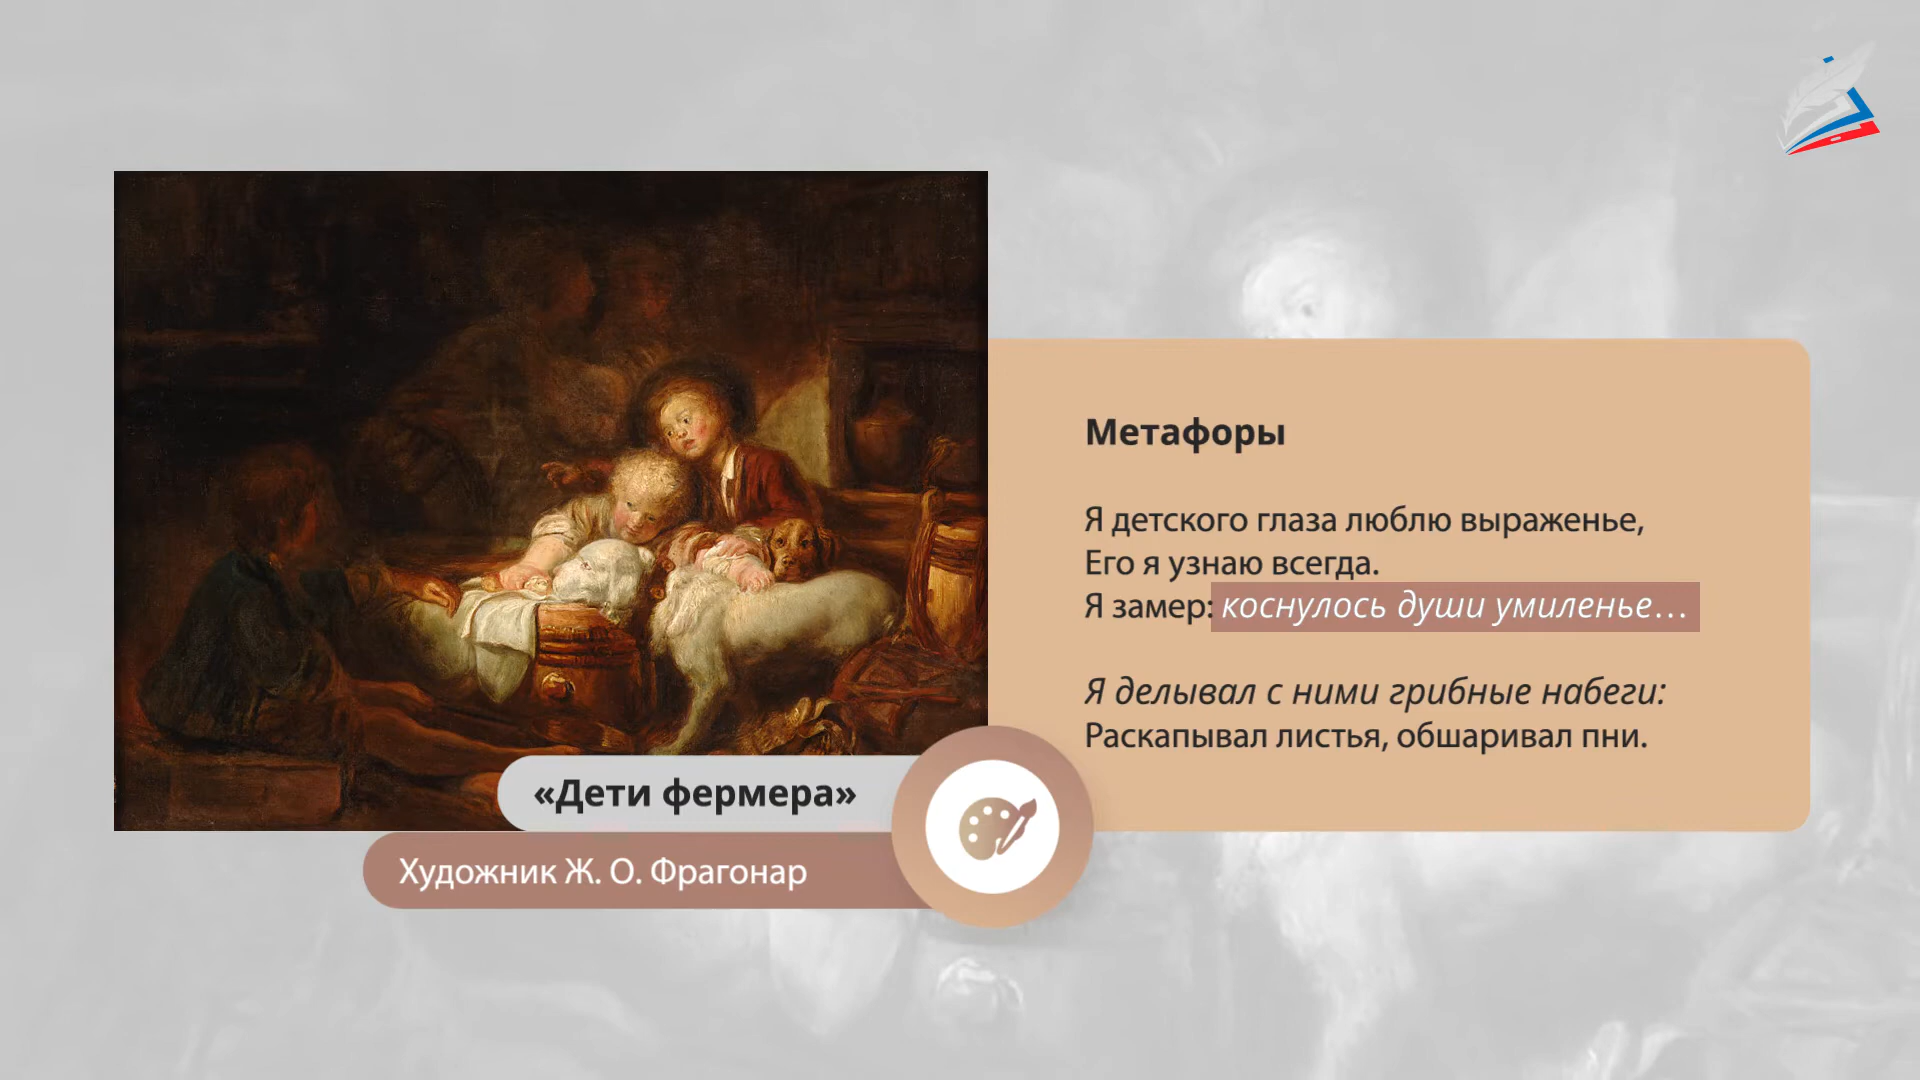 Метафоры
Я детского глаза люблю выраженье,
Его я узнаю всегда.
Я замер: коснулось души умиленье…
Я делывал с ними грибные набеги:
Раскапывал листья, обшаривал пни.
«Дети фермера»
Художник Ж. О. Фрагонар